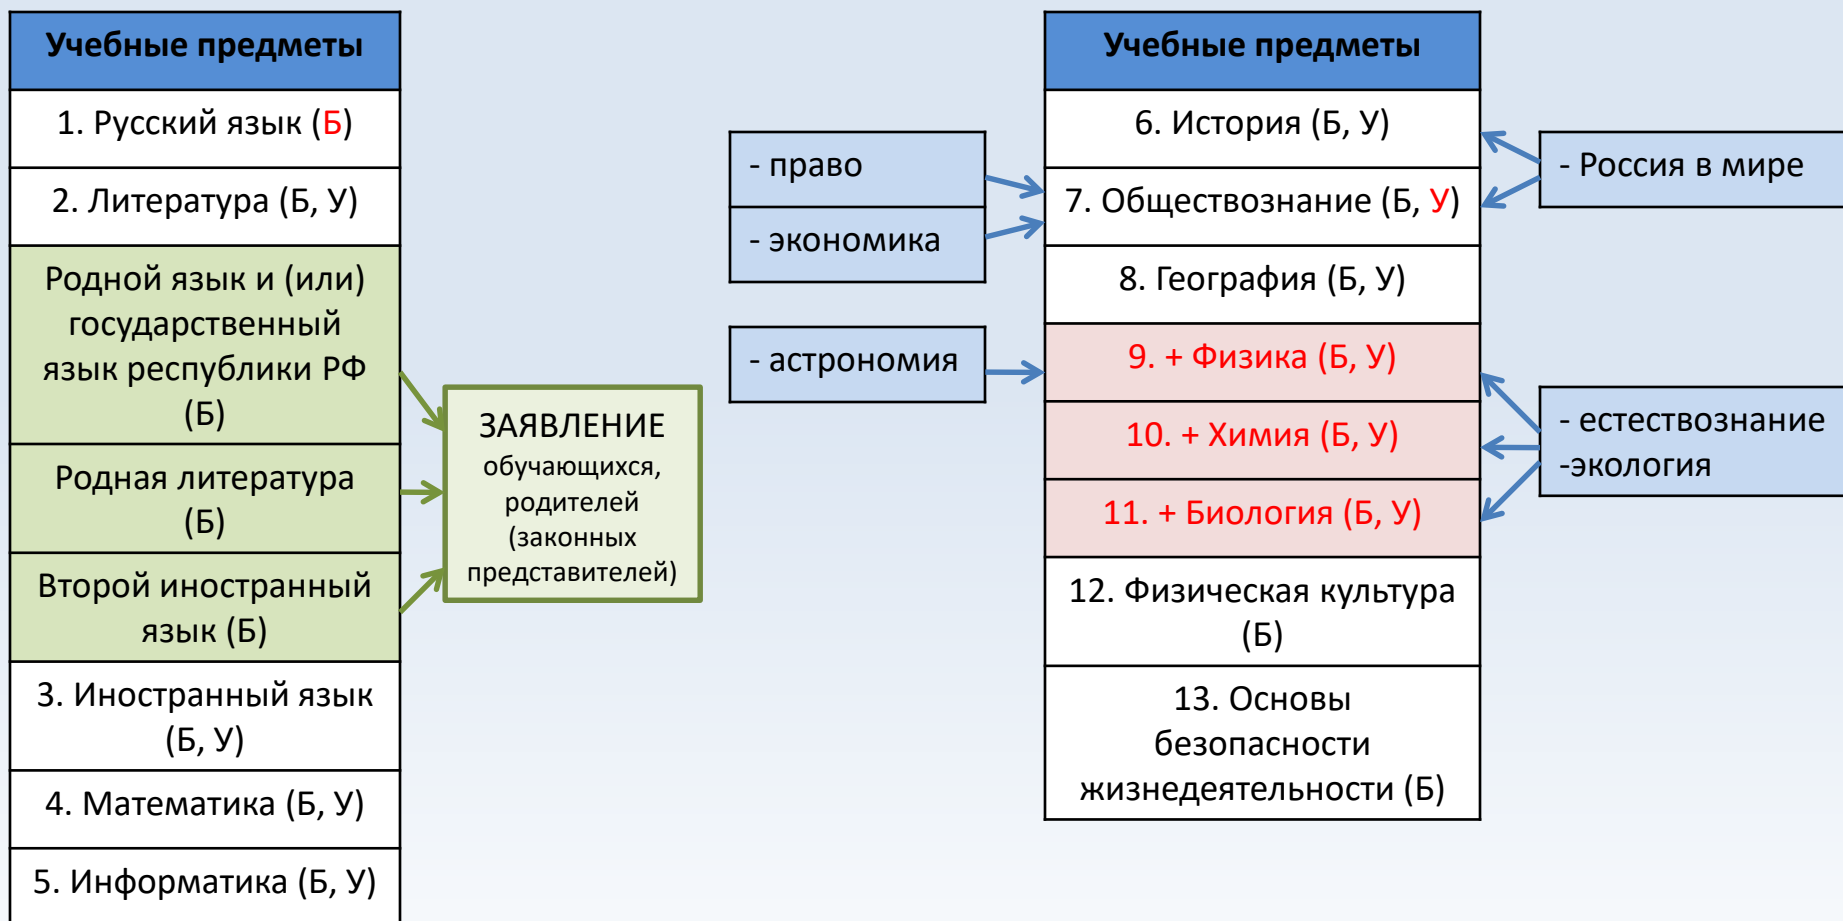 Учебные предметы
1. Русский язык (Б)
2. Литература (Б, У)
Родной язык и (или)
государственный
язык республики РФ
(Б)
Родная литература
(Б)
Второй иностранный
язык (Б)
3. Иностранный язык
(Б, У)
4. Математика (Б, У)
5. Информатика (Б, У)
ЗАЯВЛЕНИЕ
обучающихся,
родителей
(законных
представителей)
- право
- экономика
- астрономия
Учебные предметы
6. История (Б, У)
7. Обществознание (Б, У)
8. География (Б, У)
9. + Физика (Б, У)
10. + Химия (Б, У)
11. + Биология (Б, У)
12. Физическая культура
(Б)
13. Основы
безопасности
жизнедеятельности (Б)
- Россия в мире
- естествознание
-экология